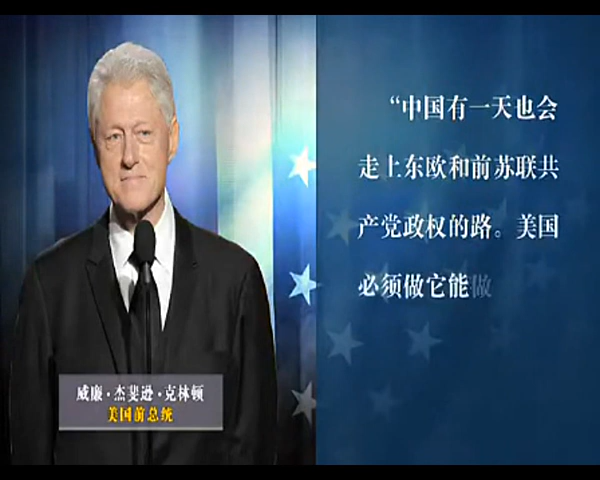 “中国有一天也会
走上东欧和前苏联共
产党政权的路。美国
必须做它能做
威廉·杰斐逊·克林顿
美国前总统